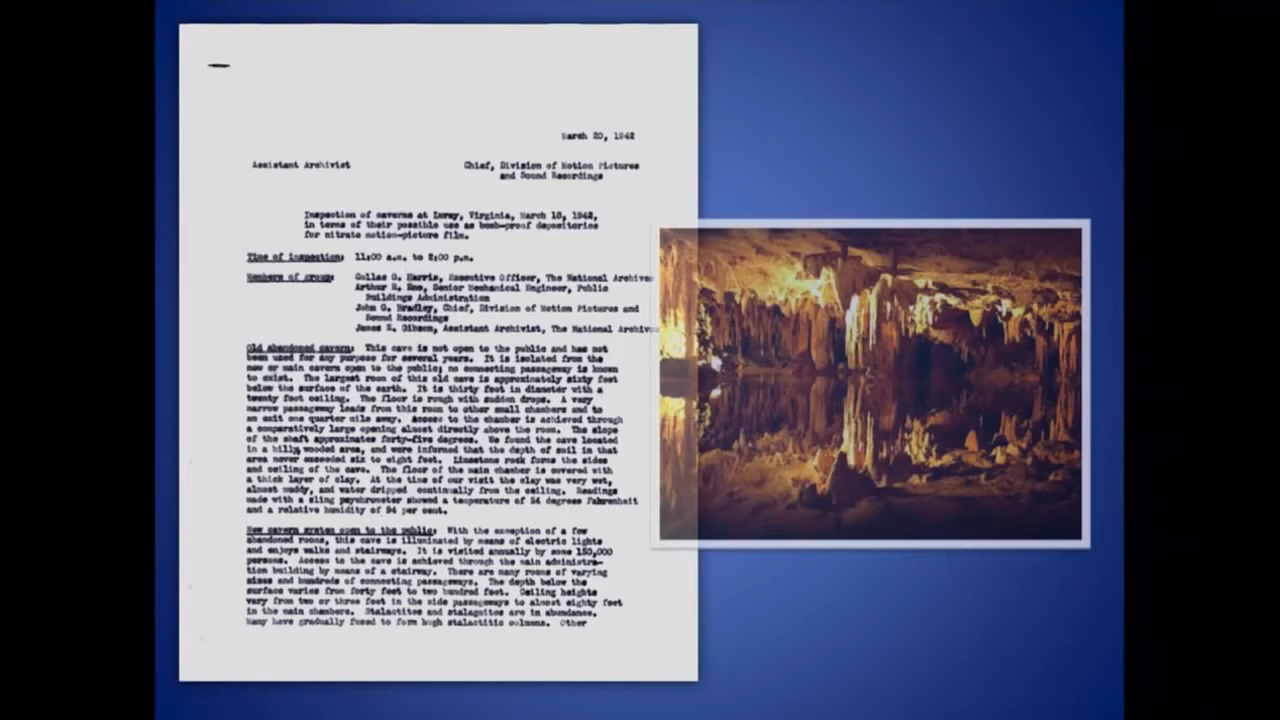 March 20, 1942
Assistant Archivist
Chief, Division of Motion Pictures
and Sound Recordings
Inspection of caverns at Luray, Virginia, March 18, 1942,
in terms of their possible use as bomb-proof depositories
for nitrate motion-picture film.
Time of inspection: 11:00 a.m. to 2:00 p.m.
Members of group: Collas G. Harris, Executive Officer, The National Archives
Arthur R. Senior Mechanical Engineer, Public
Buildings Administration
John G. Bradley, Chief, Division of Motion Pictures and
Sound Recordings
James E. Gibson, Assistant Archivist, The National Archives
Old abandoned cavern: This cave is not open to the public and has not
been used for any purpose for several years. It is isolated from the
new or main cavern open to the public; no connecting passageway is known
to exist. The largest room of this old cave is approximately sixty feet
below the surface of the earth. It is thirty feet in diameter with a
twenty foot ceiling. The floor is rough with sudden drops. A very
narrow passageway leads from this room to other small chambers and to
an exit one quarter mile away. Access to the chamber is achieved through
a comparatively large opening almost directly above the room. The slope
of the shaft approximates forty-five degrees. We found the cave located
in a hilly, wooded area, and were informed that the depth of soil in that
area never exceeded six to eight feet. Limestone rock forms the sides
and ceiling of the cave. The floor of the main chamber is covered with
a thick layer of clay. At the time of our visit the clay was very wet,
almost muddy, and water dripped continually from the ceiling. Readings
made with a sling psychrometer showed a temperature of 54 degrees Fahrenheit
and a relative humidity of 94 per cent.
New cavern system open to the public: With the exception of a few
abandoned rooms, this cave is illuminated by means of electric lights
and enjoys walks and stairways. It is visited annually by some 150,000
persons. Access to the cave is achieved through the main administra-
tion building by means of a stairway. There are many rooms of varying
sizes and hundreds of connecting passageways. The depth below the
surface varies from forty feet to two hundred feet. Ceiling heights
vary from two or three feet in the side passageways to almost eighty feet
in the main chambers. Stalactites and stalagmites are in abundance.
Many have gradually fused to form hugh stalactitic columns. Other